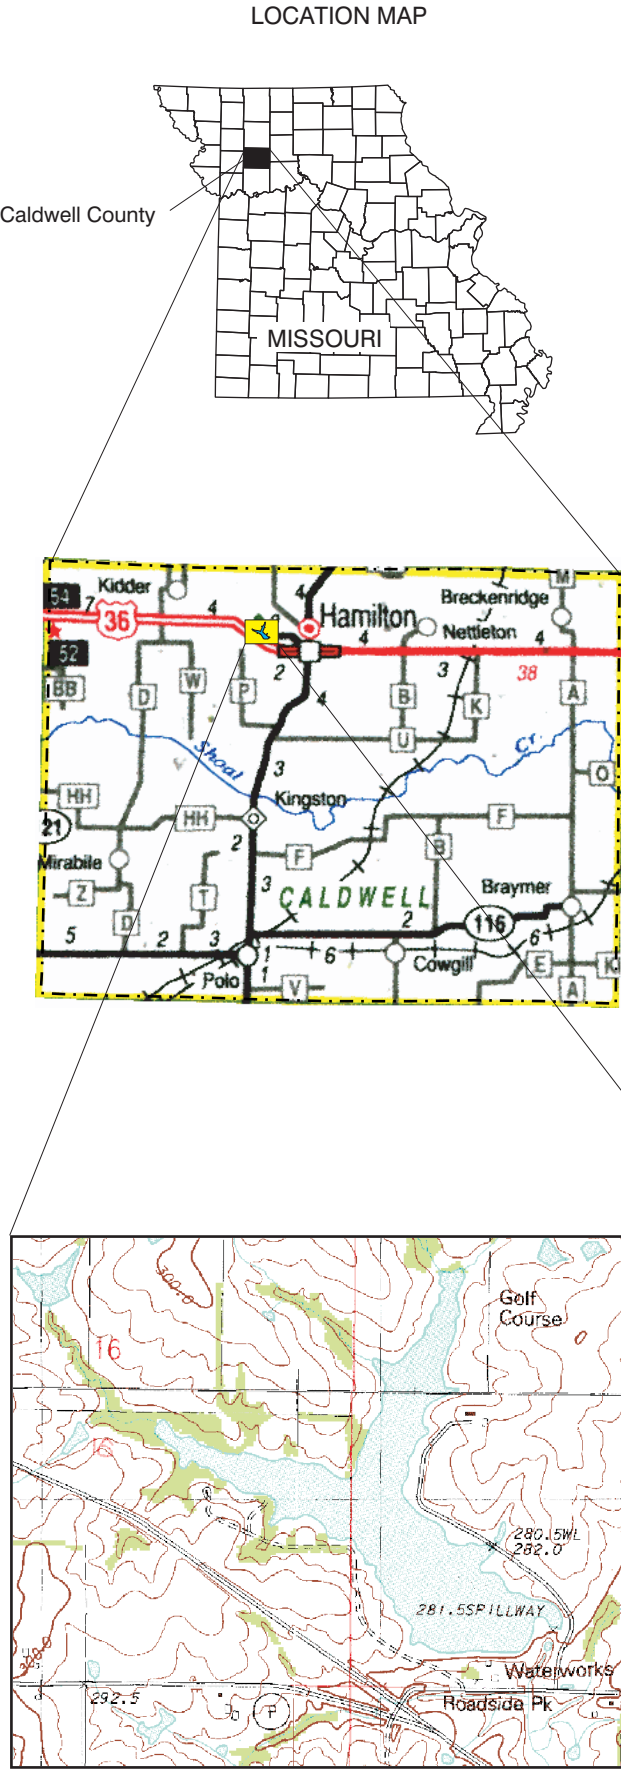 LOCATION MAP
Caldwell County
MISSOURI
54
Kidder
4
M
7
36
4
Hamilton
Breckenridge
Nettleton
4
4
52
2
3
38
BB
D
W
P
4
B
K
A
U
Shoal
Cr.
3
O
HH
Kingston
21
HH
F
2
Mirabile
F
B
3
Braymer
Z
T
CALDWELL
D
2
116
5
2
3
1
6
6
Cowgill
E
K
Polo
1
V
A
300.0
Golf
Course
16
16
280.5WL
282.0
281.5SPILLWAY
300.0
Waterworks
292.5
Roadside Pk
P